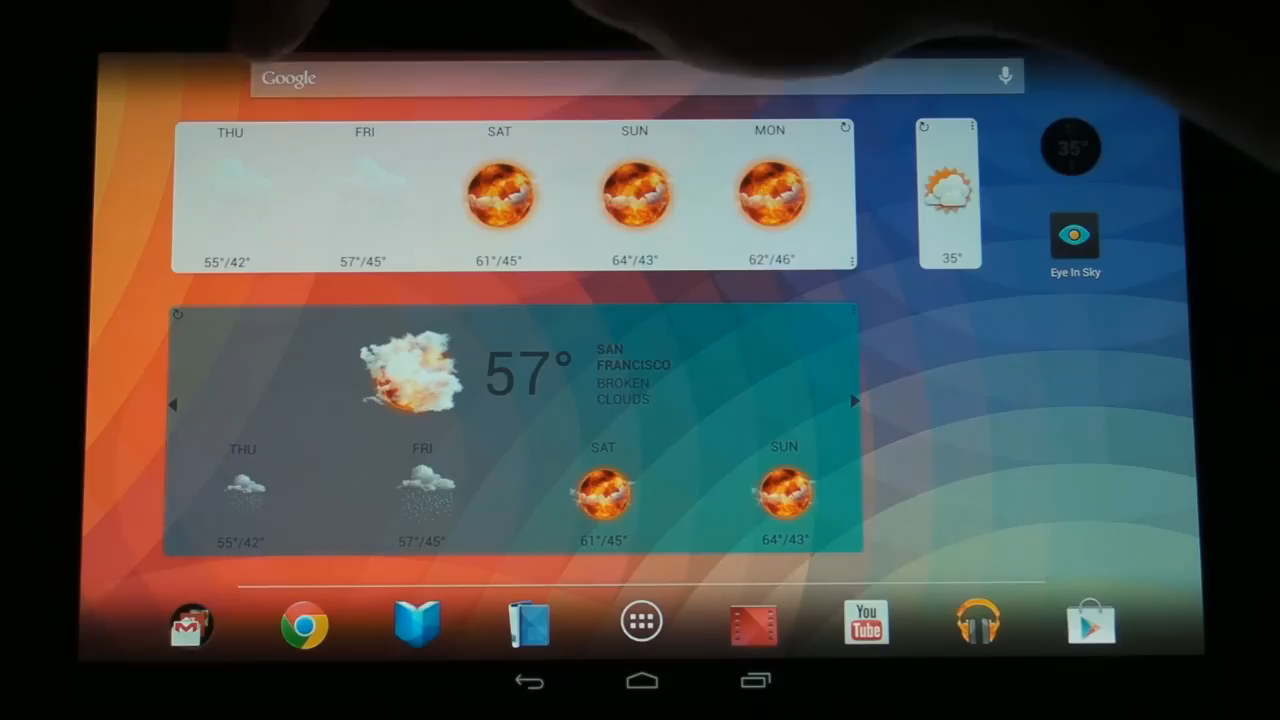 Google
THU FRI SAT SUN MON
55°/42° 57°/45° 61°/45° 64°/43° 62°/46°
35°
35°
Eye In Sky
57°
SAN
FRANCISCO
BROKEN
CLOUDS
THU FRI SAT SUN
55°/42° 57°/45° 61°/45° 64°/43°
You
Tube